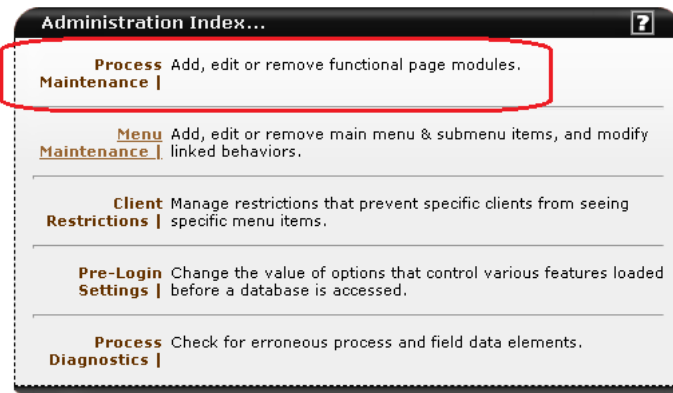 Administration Index...
?
Process Add, edit or remove functional page modules.
Maintenance |
Menu Add, edit or remove main menu & submenu items, and modify
Maintenance | linked behaviors.
Client Manage restrictions that prevent specific clients from seeing
Restrictions | specific menu items.
Pre-Login Change the value of options that control various features loaded
Settings | before a database is accessed.
Process Check for erroneous process and field data elements.
Diagnostics |